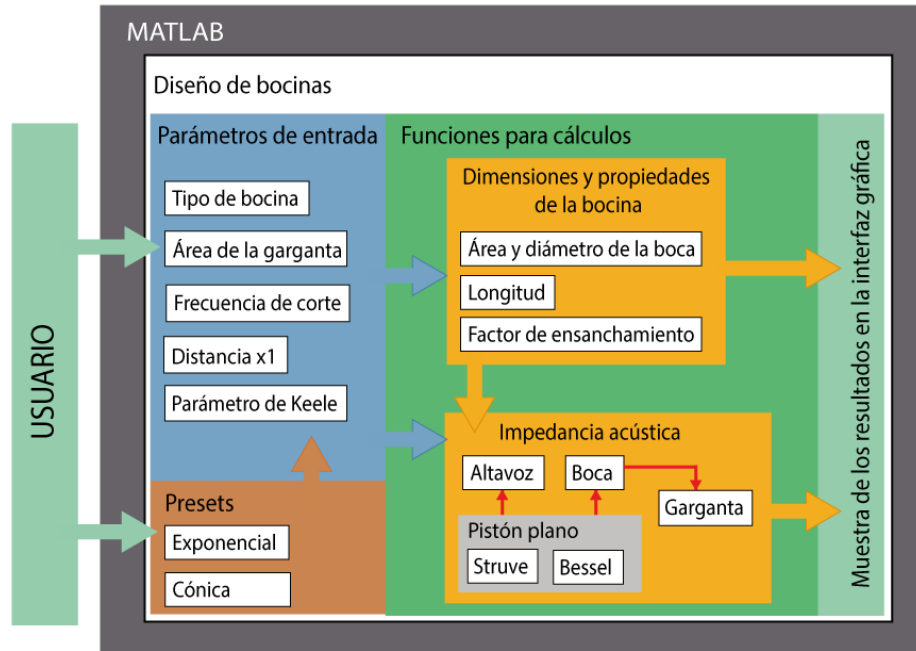 MATLAB
Diseño de bocinas
USUARIO
Parámetros de entrada
Tipo de bocina
Área de la garganta
Frecuencia de corte
Distancia x1
Parámetro de Keele
Presets
Exponencial
Cónica
Funciones para cálculos
Dimensiones y propiedades
de la bocina
Área y diámetro de la boca
Longitud
Factor de ensanchamiento
Impedancia acústica
Altavoz
Boca
Garganta
Pistón plano
Struve
Bessel
Muestra de los resultados en la interfaz gráfica